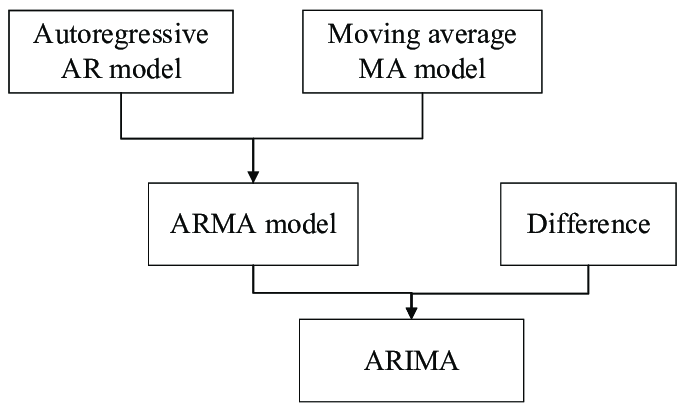 Autoregressive
AR model
Moving average
MA model
ARMA model
Difference
ARIMA